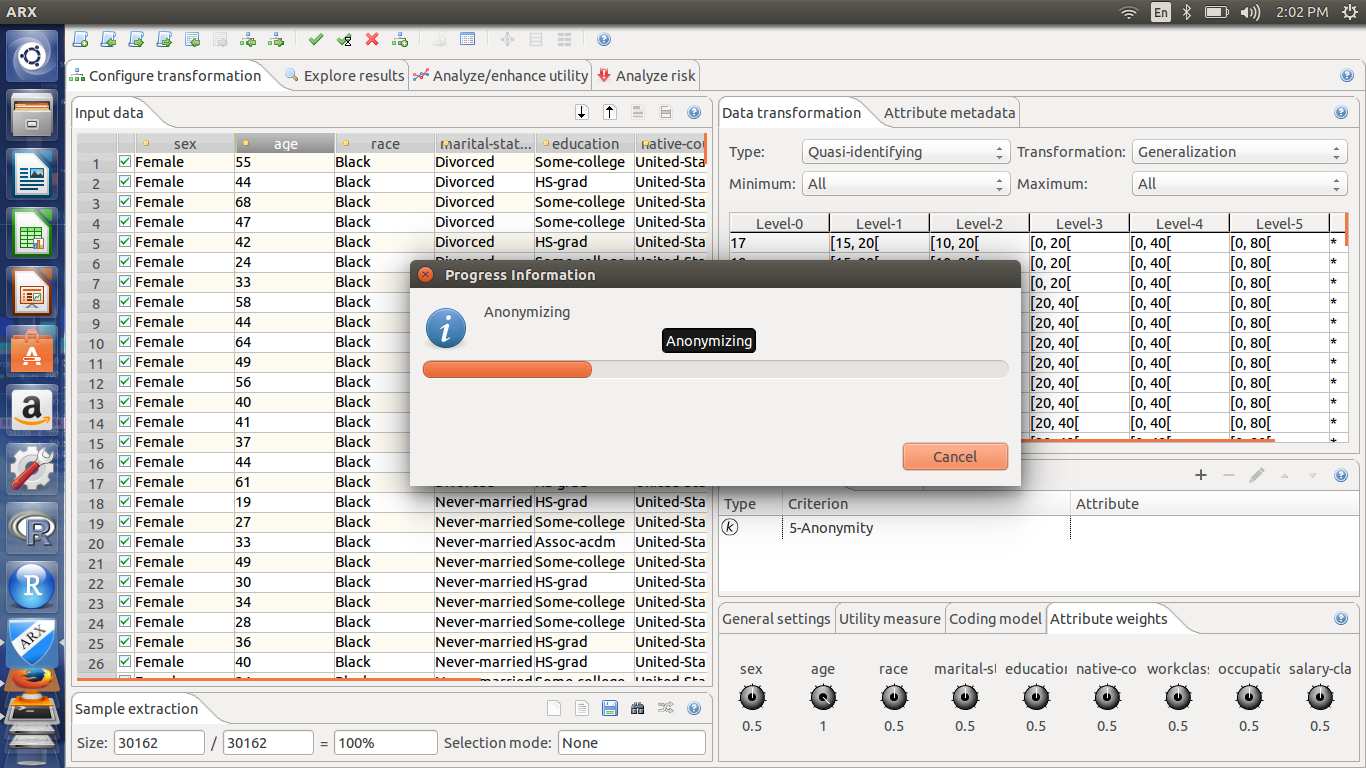 ARX
En
2:02 PM
Configure transformation
Explore results
Analyze/enhance utility
Analyze risk
Input data
sex age race marital-stat... education native-cou
1 Female 55 Black Divorced Some-college United-Sta
2 Female 44 Black Divorced HS-grad United-Sta
3 Female 68 Black Divorced Some-college United-Sta
4 Female 47 Black Divorced Some-college United-Sta
5 Female 42 Black Divorced HS-grad United-Sta
6 Female 24 Black
7 Female 33 Black
8 Female 58 Black
9 Female 44 Black
10 Female 64 Black
11 Female 49 Black
12 Female 56 Black
13 Female 40 Black
14 Female 41 Black
15 Female 37 Black
16 Female 44 Black
17 Female 61 Black
18 Female 19 Black Never-married HS-grad United-Sta
19 Female 27 Black Never-married Some-college United-Sta
20 Female 33 Black Never-married Assoc-acdm United-Sta
21 Female 49 Black Never-married Some-college United-Sta
22 Female 30 Black Never-married HS-grad United-Sta
23 Female 34 Black Never-married Some-college United-Sta
24 Female 28 Black Never-married Some-college United-Sta
25 Female 36 Black Never-married HS-grad United-Sta
26 Female 40 Black Never-married HS-grad United-Sta
Sample extraction
Size: 30162 / 30162 = 100% Selection mode: None
Data transformation
Attribute metadata
Type: Quasi-identifying Transformation: Generalization
Minimum: All Maximum: All
Level-0 Level-1 Level-2 Level-3 Level-4 Level-5
17 [15, 20[ [10, 20[ [0, 20[ [0, 40[ [0, 80[ *
[0, 20[ [0, 40[ [0, 80[ *
[0, 20[ [0, 40[ [0, 80[ *
[20, 40[ [0, 40[ [0, 80[ *
[20, 40[ [0, 40[ [0, 80[ *
[20, 40[ [0, 40[ [0, 80[ *
[20, 40[ [0, 40[ [0, 80[ *
[20, 40[ [0, 40[ [0, 80[ *
[20, 40[ [0, 40[ [0, 80[ *
[20, 40[ [0, 40[ [0, 80[ *
Progress Information
Anonymizing
Anonymizing
Cancel
Type Criterion Attribute
k 5-Anonymity
General settings
Utility measure
Coding model
Attribute weights
sex age race marital-st education native-co workclass occupatic salary-cla
0.5 1 0.5 0.5 0.5 0.5 0.5 0.5 0.5